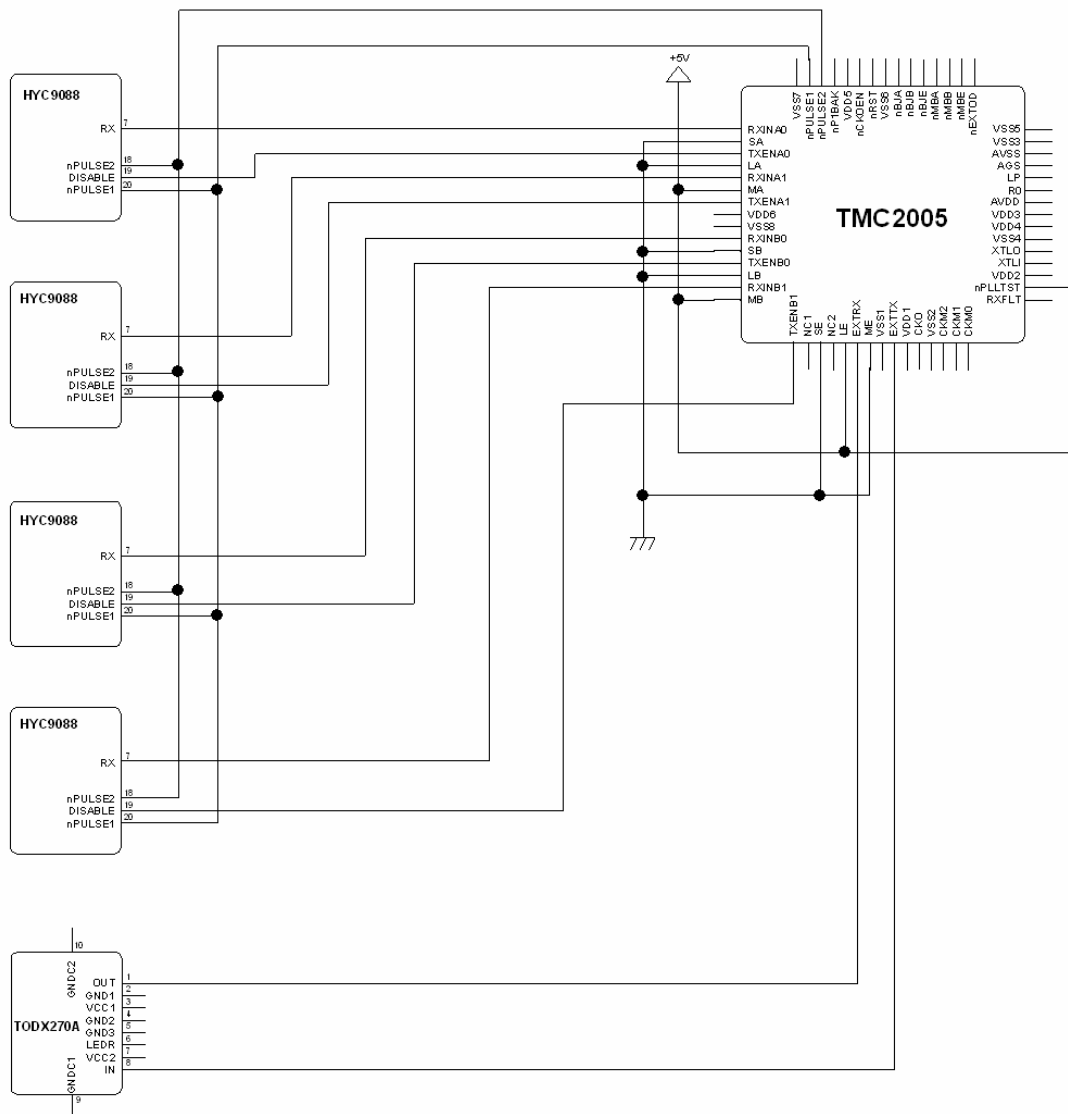 +5V
HYC9088
RX 7
nPULSE2 18
DISABLE 19
nPULSE1 20
HYC9088
RX 7
nPULSE2 18
DISABLE 19
nPULSE1 20
HYC9088
RX 7
nPULSE2 18
DISABLE 19
nPULSE1 20
HYC9088
RX 7
nPULSE2 18
DISABLE 19
nPULSE1 20
10
GNDC2
TODX270A
OUT 1
GND1 2
VCC1 3
GND2 4
GND3 5
LEDR 6
VCC2 7
IN 8
GNDC1
9
TMC2005
VSS7
nPULSE1
nPULSE2
nP1BAK
VDD5
nCKOEN
nRST
VSS6
nBJA
nBJB
nBJE
nMBA
nMBB
nMBE
nEXTOD
RXINA0
SA
TXENA0
LA
RXINA1
MA
TXENA1
VDD6
VSS8
RXINB0
SB
TXENB0
LB
RXINB1
MB
VSS5
VSS3
AVSS
AGS
LP
R0
AVDD
VDD3
VDD4
VSS4
XTLO
XTLI
VDD2
nPLLTST
RXFLT
TXENB1
NC1
SE
NC2
LE
EXTRX
ME
VSS1
EXTTX
VDD1
CKO
VSS2
CKM2
CKM1
CKM0